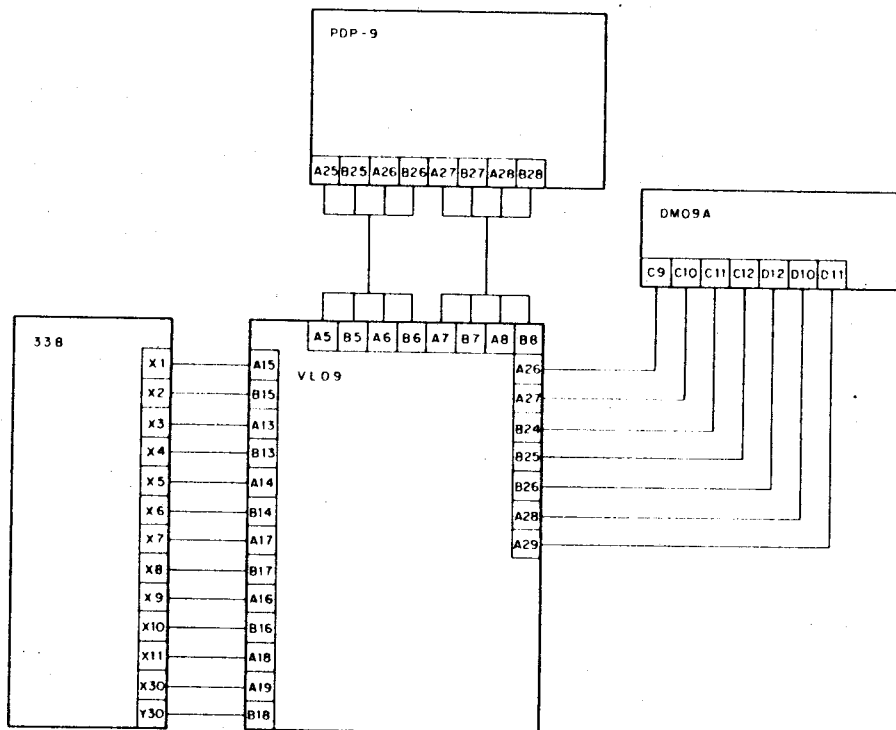 PDP-9
A25 B25 A26 B26 A27 B27 A28 B28
DM09A
C9 C10 C11 C12 D12 D10 D11
338
X1
X2
X3
X4
X5
X6
X7
X8
X9
X10
X11
X30
Y30
A5 B5 A6 B6 A7 B7 A8 B8
VL09
A15
B15
A13
B13
A14
B14
A17
B17
A16
B16
A18
A19
B18
A26
A27
B24
B25
B26
A28
A29